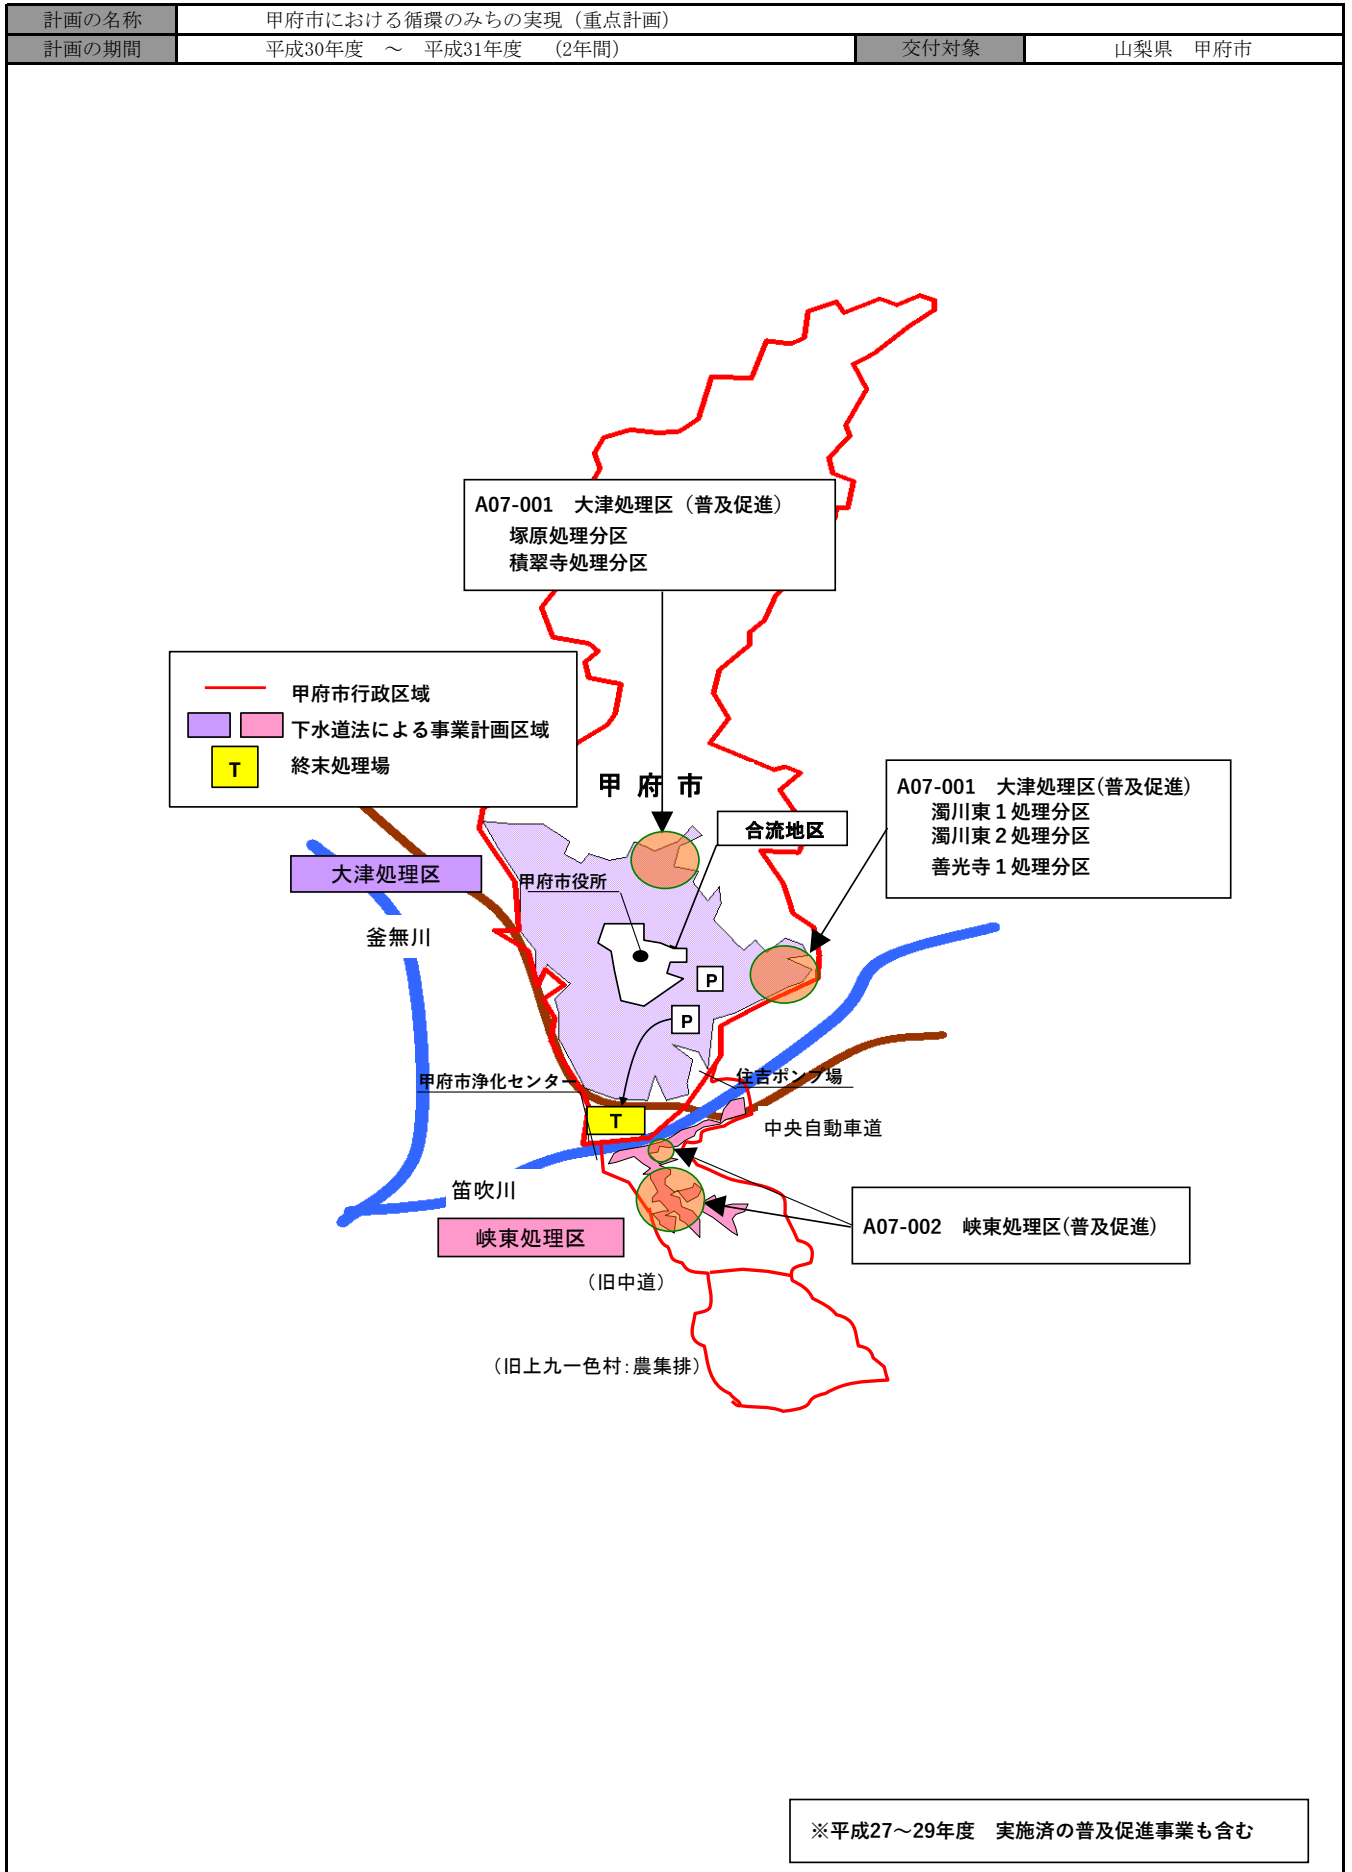 計画の名称 甲府市における循環のみちの実現（重点計画）
計画の期間 平成30年度　～　平成31年度　（2年間） 交付対象 山梨県　甲府市
A07-001　大津処理区（普及促進）
塚原処理分区
積翠寺処理分区
甲府市行政区域
下水道法による事業計画区域
T 終末処理場
甲府市
合流地区
A07-001　大津処理区(普及促進)
濁川東１処理分区
濁川東２処理分区
善光寺１処理分区
大津処理区
甲府市役所
釜無川
P
P
甲府市浄化センター
住吉ポンプ場
T
中央自動車道
笛吹川
峡東処理区
A07-002　峡東処理区(普及促進)
（旧中道）
（旧上九一色村：農集排）
※平成27～29年度　実施済の普及促進事業も含む